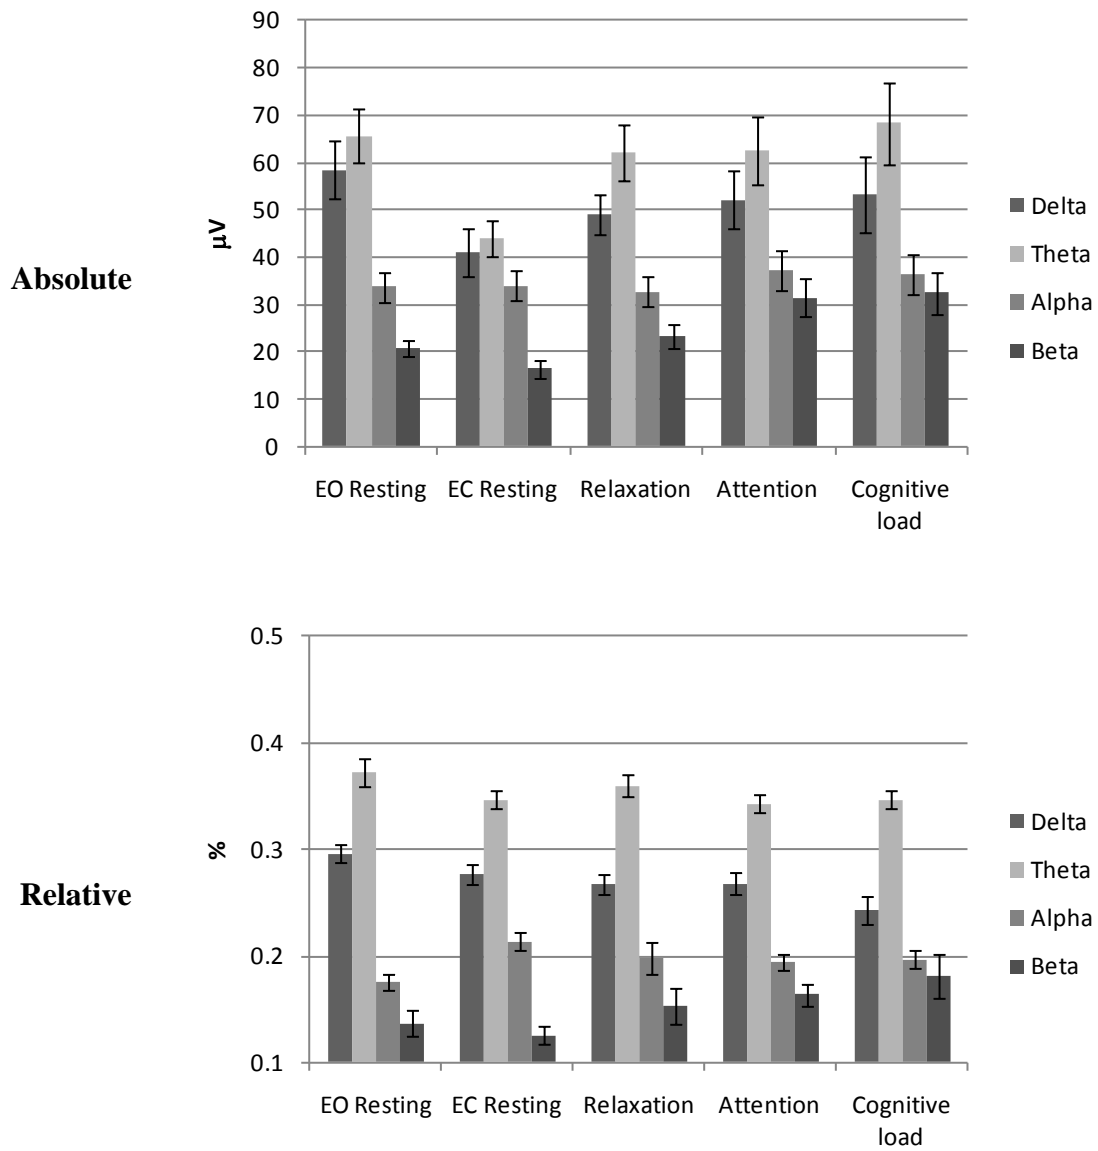 90
80
70
60
50
40
30
20
10
0
µV
Absolute
EO Resting EC Resting Relaxation Attention Cognitive
load
Delta
Theta
Alpha
Beta
0.5
0.4
0.3
0.2
0.1
%
Relative
EO Resting EC Resting Relaxation Attention Cognitive
load
Delta
Theta
Alpha
Beta